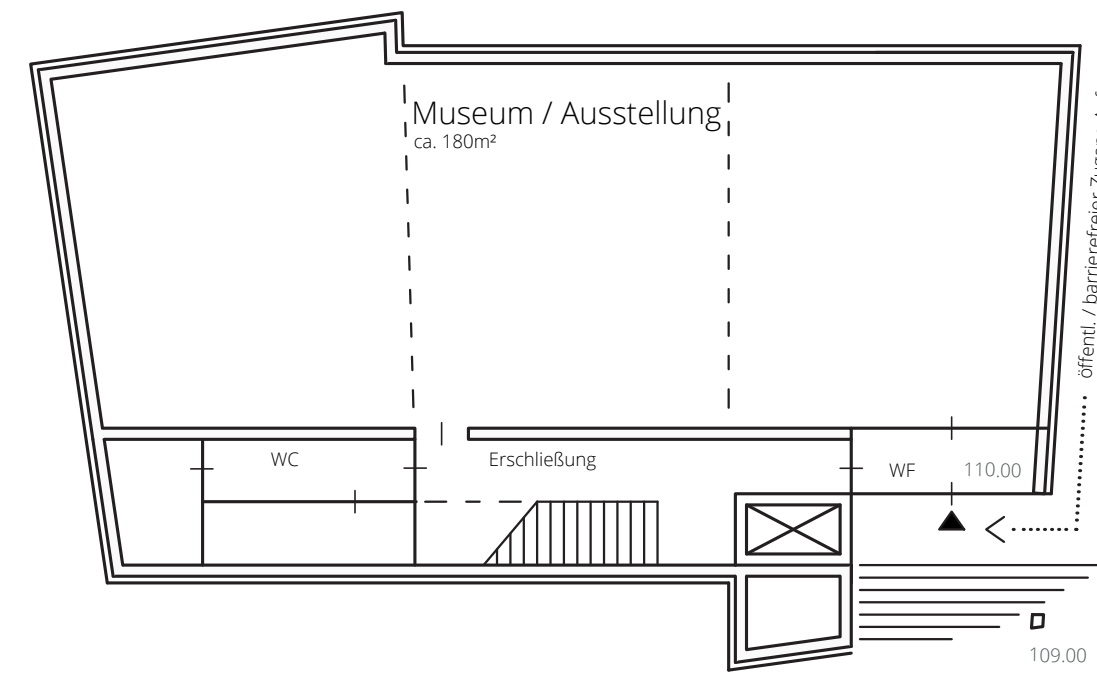 Museum / Ausstellung
ca. 180m²
öffentl. / barrierefreier
WC
Erschließung
WF
110.00
109.00